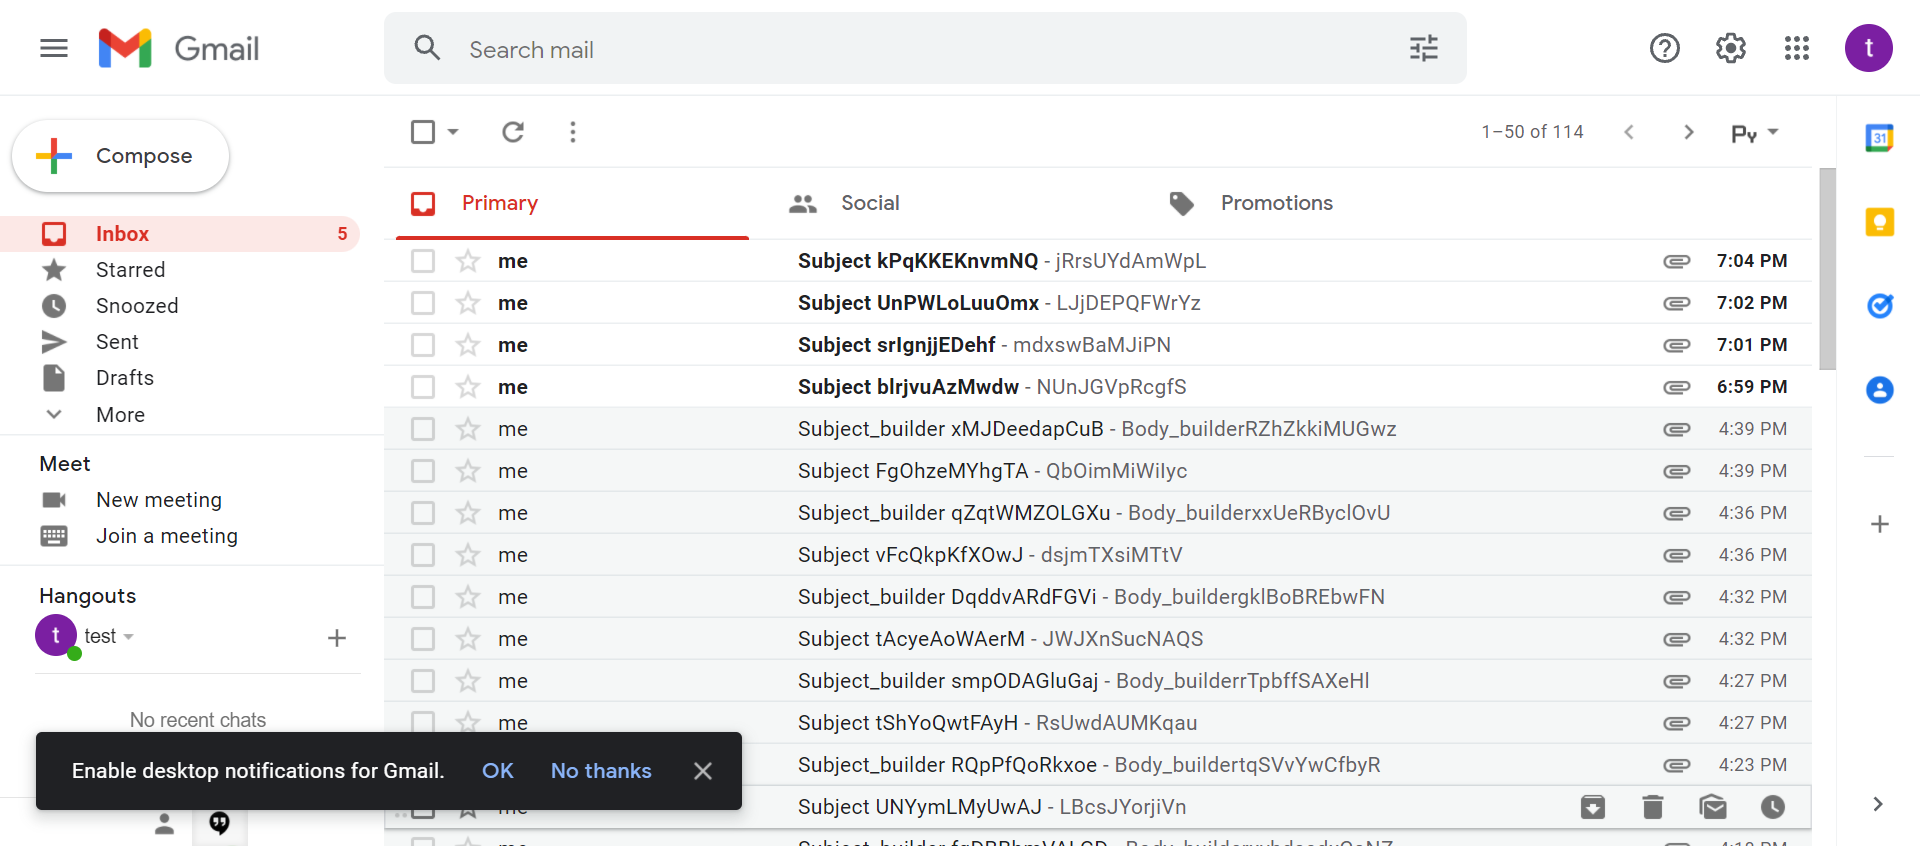 Gmail
Search mail
t
Compose
1–50 of 114
Py
31
Primary
Social
Promotions
Inbox 5
Starred
Snoozed
Sent
Drafts
More
Meet
New meeting
Join a meeting
Hangouts
t test
No recent chats
me Subject kPqKKEKnvmNQ - jRrsUYdAmWpL 7:04 PM
me Subject UnPWLoLuuOmx - LJjDEPQFWrYz 7:02 PM
me Subject srIgnjjEDehf - mdxswBaMJiPN 7:01 PM
me Subject blrjvuAzMwdw - NUnJGVpRcgfS 6:59 PM
me Subject_builder xMJDeedapCuB - Body_builderRZhZkkiMUGwz 4:39 PM
me Subject FgOhzeMYhgTA - QbOimMiWiIyc 4:39 PM
me Subject_builder qZqtWMZOLGXu - Body_builderxxUeRByclOvU 4:36 PM
me Subject vFcQkpKfXOwJ - dsjmTXsiMTtV 4:36 PM
me Subject_builder DqddvARdFGVi - Body_buildergklBoBREbwFN 4:32 PM
me Subject tAcyeAoWAerM - JWJXnSucNAQS 4:32 PM
me Subject_builder smpODAGluGaj - Body_builderrTpbffSAXeHl 4:27 PM
me Subject tShYoQwtFAyH - RsUwdAUMKqau 4:27 PM
Subject_builder RQpPfQoRkxoe - Body_buildertqSVvYwCfbyR 4:23 PM
me Subject UNYymLMyUwAJ - LBcsJYorjiVn
Enable desktop notifications for Gmail. OK No thanks